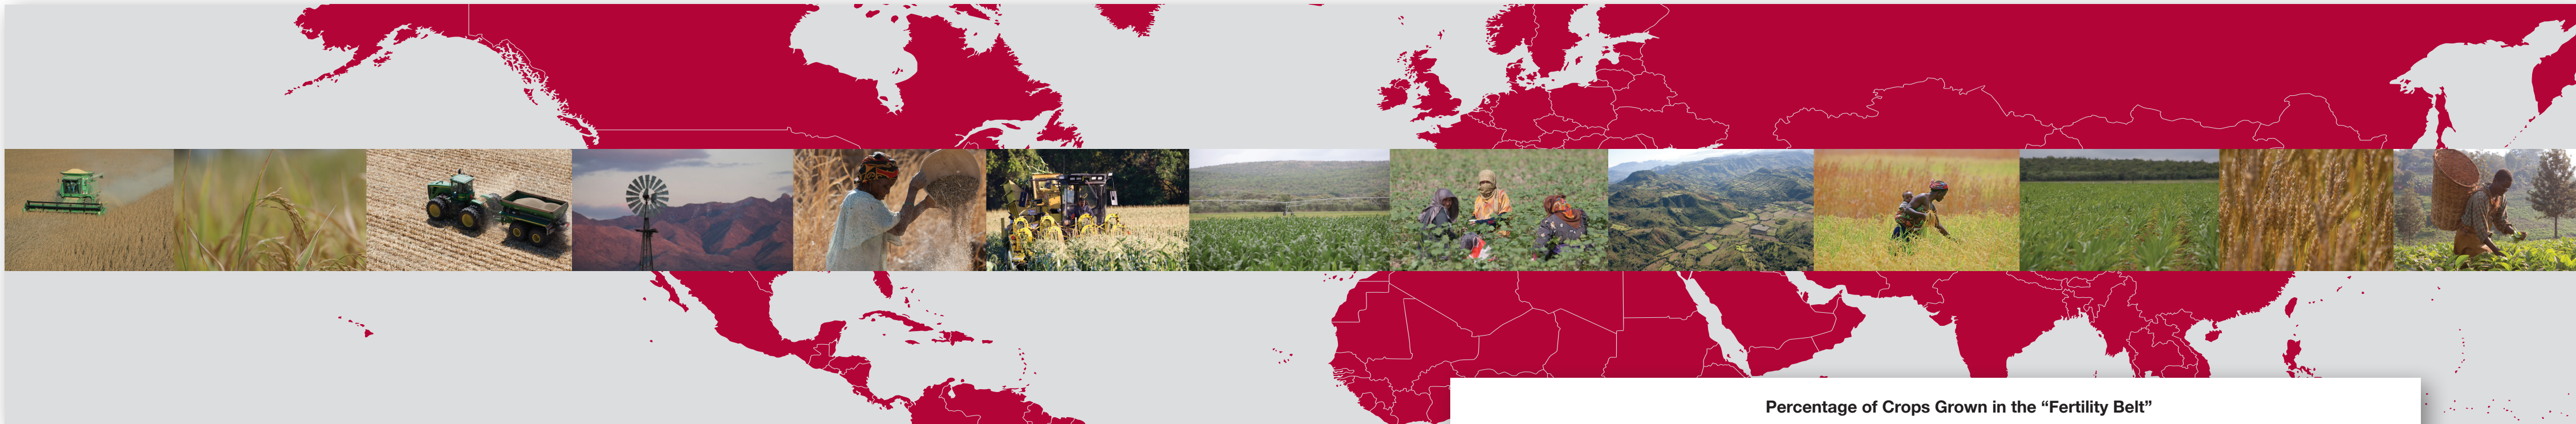 Percentage of Crops Grown in the “Fertility Belt”